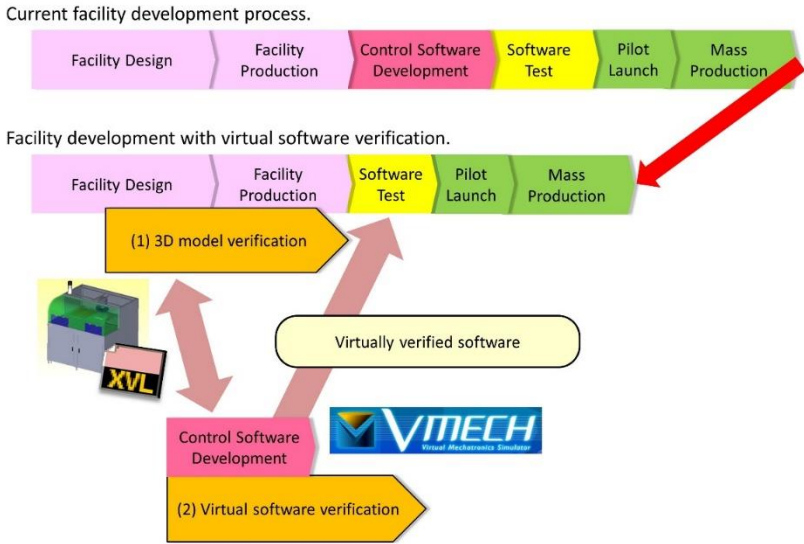 Current facility development process.
Facility Design
Facility
Production
Control Software
Development
Software
Test
Pilot
Launch
Mass
Production
Facility development with virtual software verification.
Facility Design
Facility
Production
Software
Test
Pilot
Launch
Mass
Production
(1) 3D model verification
Virtually verified software
XVL
Control Software
Development
VMECH
Virtual Mechatronics Simulator
(2) Virtual software verification